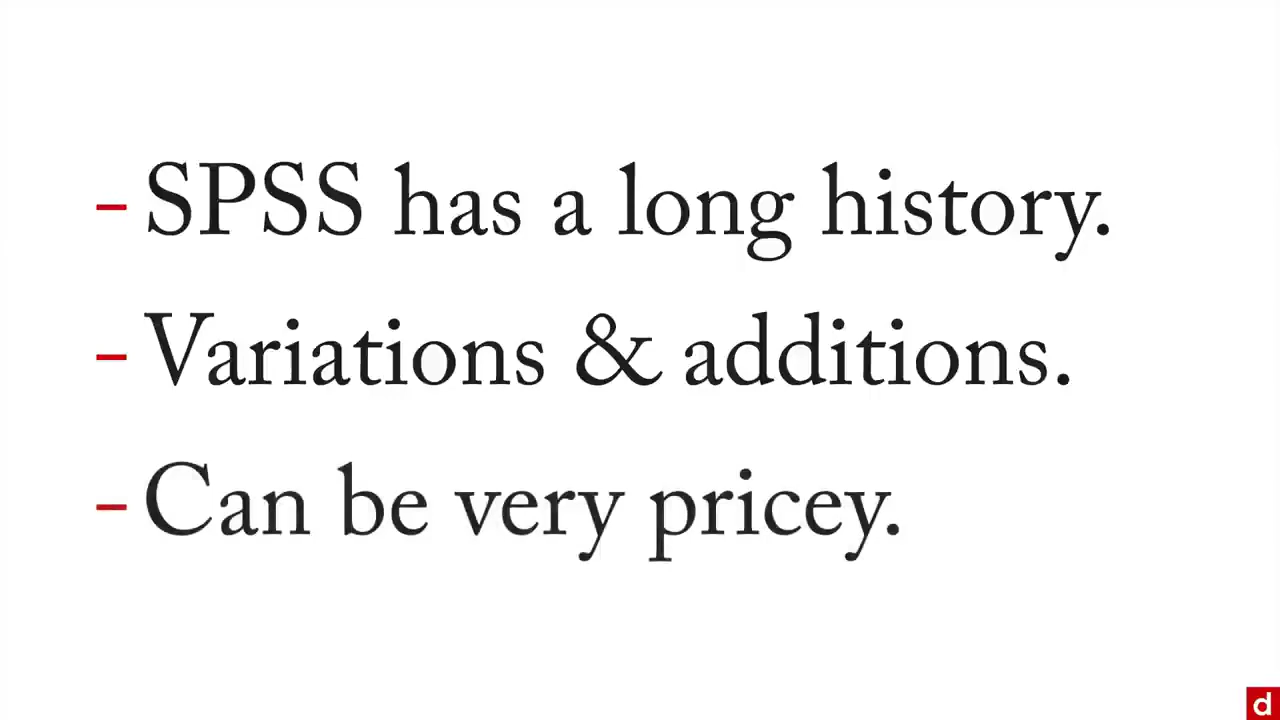 - SPSS has a long history.
- Variations & additions.
- Can be very pricey.
d